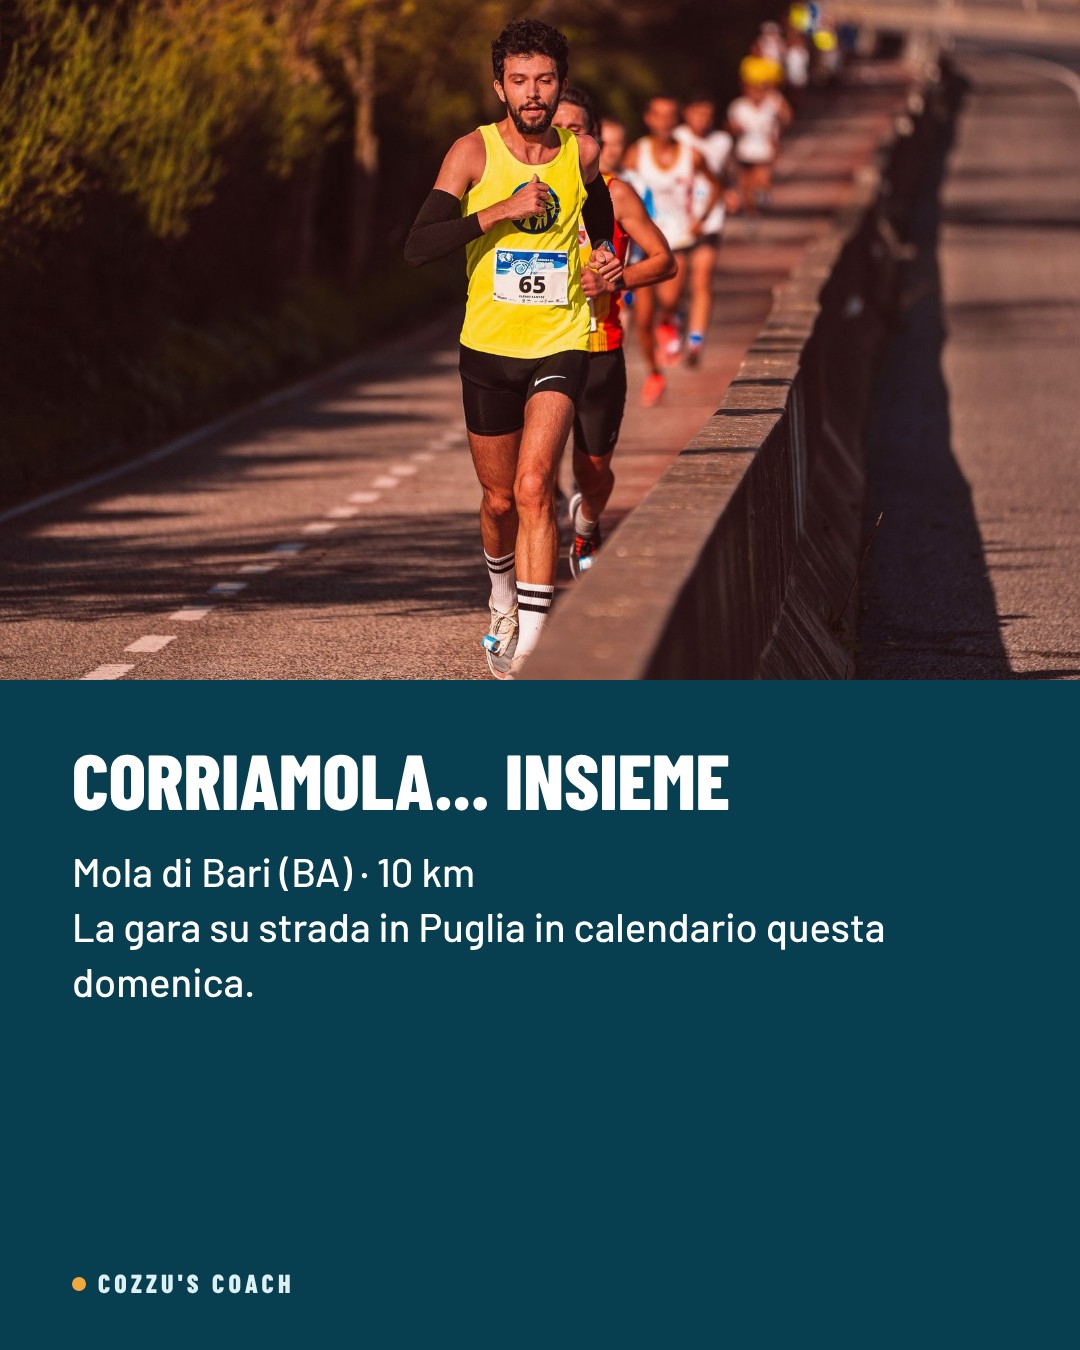 65
CORRIAMOLA... INSIEME
Mola di Bari (BA) · 10 km
La gara su strada in Puglia in calendario questa
domenica.
COZZU'S COACH